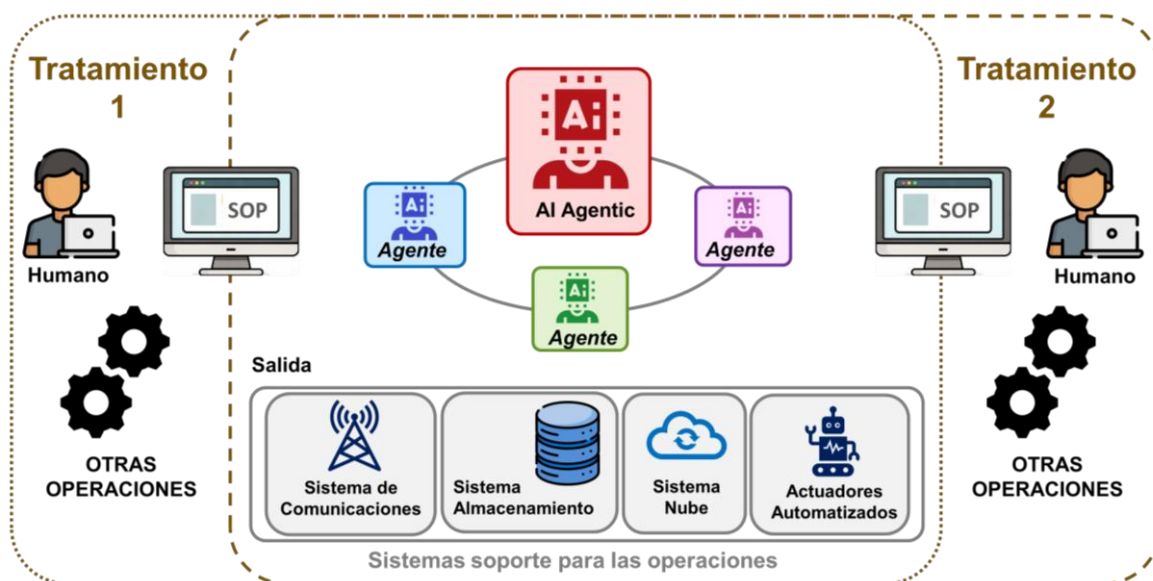 Tratamiento
1
Tratamiento
2
Ai
AI Agentic
SOP
Ai
Agente
Ai
Agente
SOP
Humano
Humano
Ai
Agente
Salida
OTRAS
OPERACIONES
OTRAS
OPERACIONES
Sistema de
Comunicaciones
Sistema
Almacenamiento
Sistema
Nube
Actuadores
Automatizados
Sistemas soporte para las operaciones